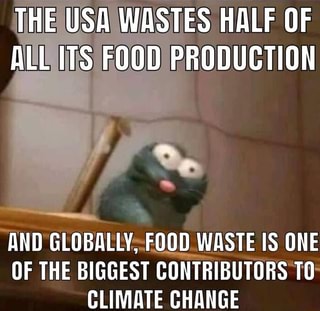 THE USA WASTES HALF OF
ALL ITS FOOD PRODUCTION
AND GLOBALLY, FOOD WASTE IS ONE
OF THE BIGGEST CONTRIBUTORS TO
CLIMATE CHANGE